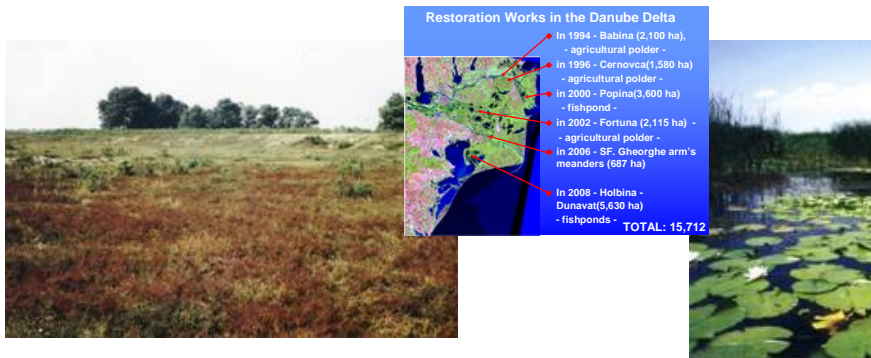 Restoration Works in the Danube Delta
In 1994 - Babina (2,100 ha),
- agricultural polder -
in 1996 - Cernovca(1,580 ha)
- agricultural polder -
in 2000 - Popina(3,600 ha)
- fishpond -
in 2002 - Fortuna (2,115 ha) -
- agricultural polder -
in 2006 - SF. Gheorghe arm's
meanders (687 ha)
In 2008 - Holbina -
Dunavat(5,630 ha)
- fishponds -
TOTAL: 15,712